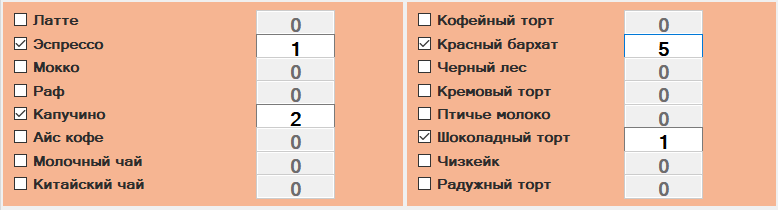 Латте 0
Эспрессо 1
Мокко 0
Раф 0
Капучино 2
Айс кофе 0
Молочный чай 0
Китайский чай 0
Кофейный торт 0
Красный бархат 5
Черный лес 0
Кремовый торт 0
Птичье молоко 0
Шоколадный торт 1
Чизкейк 0
Радужный торт 0